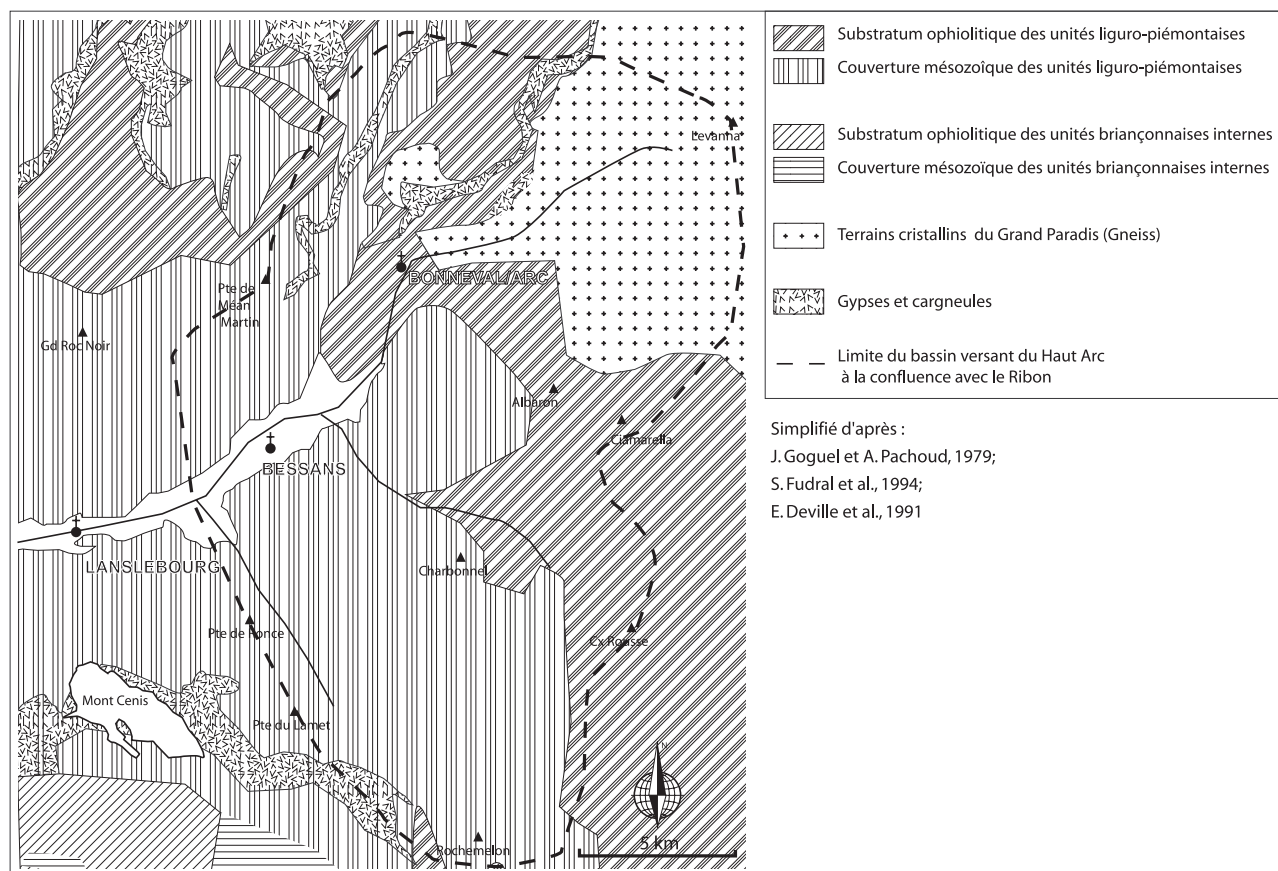 Levanna
BONNEVAL/ARC
Pte de
Méan
Martin
Gd Roc Noir
Albaron
Ciamarella
BESSANS
LANSLEBOURG
Charbonnel
Pte de Ronce
Cx Rousse
Mont Cenis
Pte du Lamet
N
Rochemelon
5 km
Substratum ophiolitique des unités liguro-piémontaises
Couverture mésozoîque des unités liguro-piémontaises
Substratum ophiolitique des unités briançonnaises internes
Couverture mésozoïque des unités briançonnaises internes
Terrains cristallins du Grand Paradis (Gneiss)
Gypses et cargneules
Limite du bassin versant du Haut Arc
à la confluence avec le Ribon
Simplifié d'après :
J. Goguel et A. Pachoud, 1979;
S. Fudral et al., 1994;
E. Deville et al., 1991